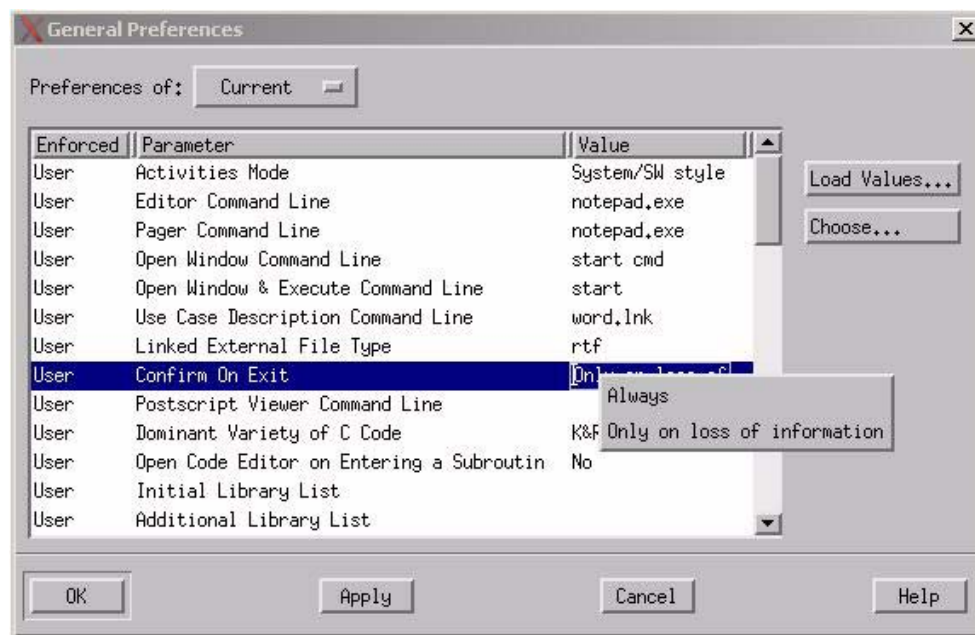 General Preferences
Preferences of: Current
Enforced Parameter Value
User Activities Mode System/SW style
User Editor Command Line notepad.exe
User Pager Command Line notepad.exe
User Open Window Command Line start cmd
User Open Window & Execute Command Line start
User Use Case Description Command Line word.lnk
User Linked External File Type rtf
User Confirm On Exit Only on loss of
User Postscript Viewer Command Line
User Dominant Variety of C Code K&R
User Open Code Editor on Entering a Subroutin No
User Initial Library List
User Additional Library List
Always
Only on loss of information
Load Values...
Choose...
OK Apply Cancel Help